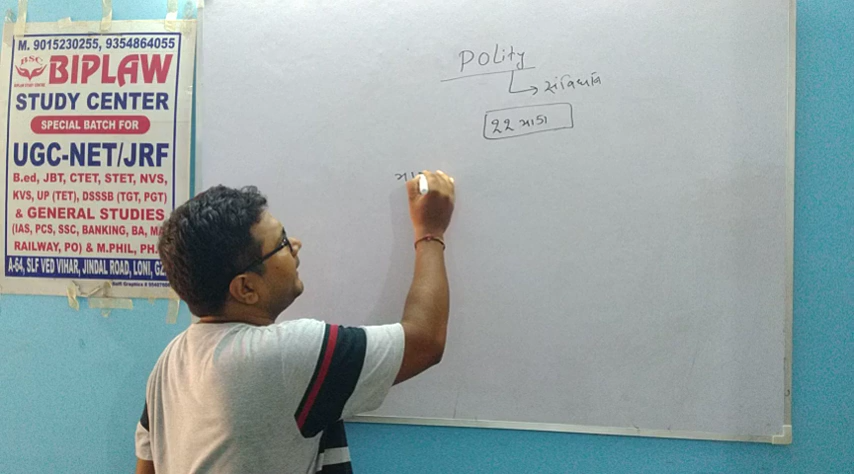 M. 9015230255, 9354864055
BSC
BIPLAW
STUDY CENTER
SPECIAL BATCH FOR
UGC-NET/JRF
B.ed, JBT, CTET, STET, NVS,
KVS, UP (TET), DSSSB (TGT, PGT)
& GENERAL STUDIES
(IAS, PCS, SSC, BANKING, BA, MA
RAILWAY, PO) & M.PHIL, PH.
A-64, SLF VED VIHAR, JINDAL ROAD, LONI, GZ
POLity
संविधान
22 भाग